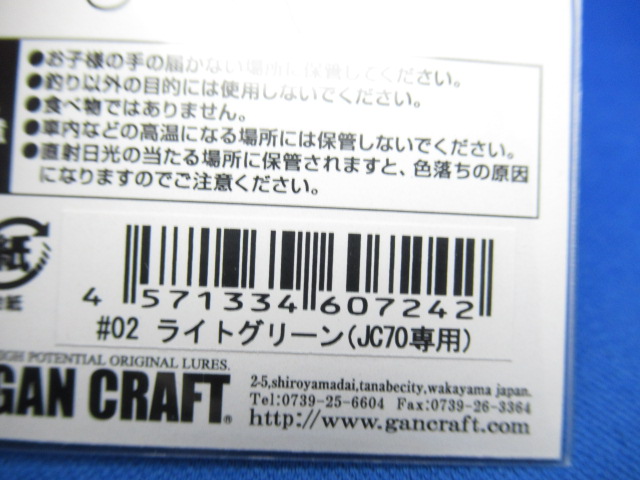 ●お子様の手の届かない場所に保管してください。
●釣り以外の目的には使用しないでください。
●食べ物ではありません。
●車内などの高温になる場所には保管しないでください。
●直射日光の当たる場所に保管されますと、色落ちの原因
になりますのでご注意ください。
紙
4 571334 607242
#02 ライトグリーン(JC70専用)
HIGH POTENTIAL ORIGINAL LURES.
GAN CRAFT®
2-5,shiroyamadai,tanabecity,wakayama japan.
Tel:0739-25-6604 Fax:0739-26-3364
http://www.gancraft.com